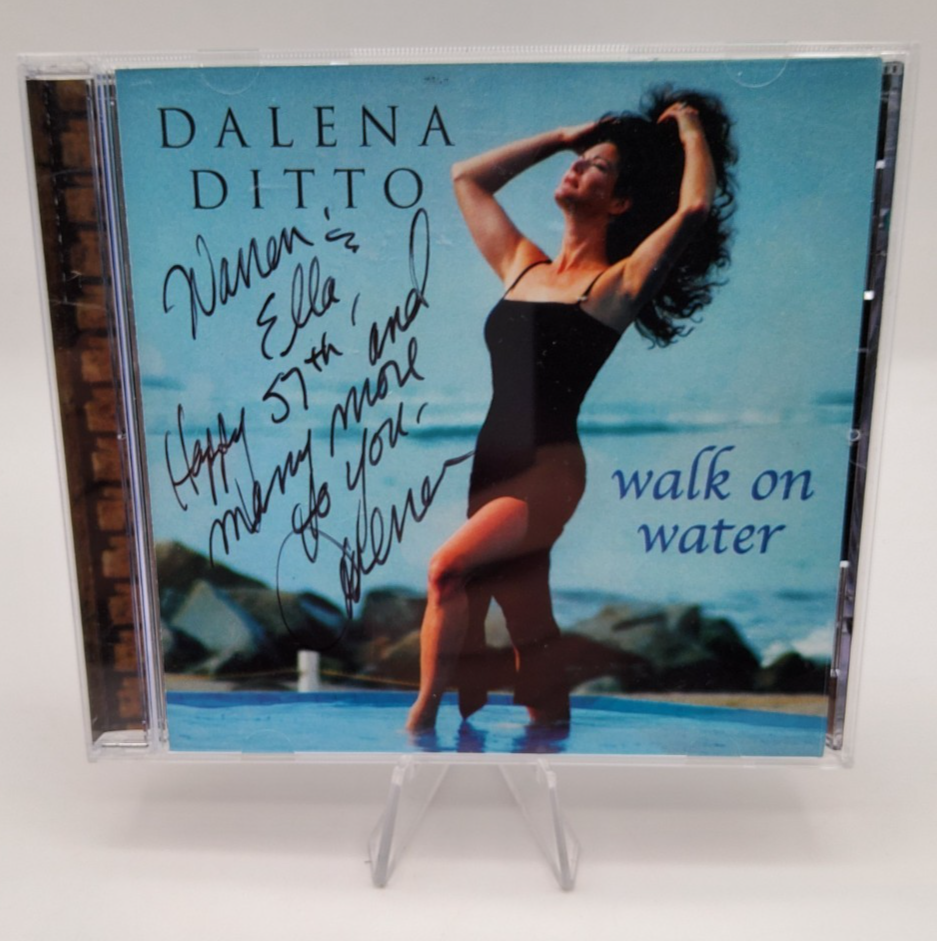 DALENA
DITTO
Warren &
Ella,
Happy 57th and
many more
to you,
Dalena
walk on
water